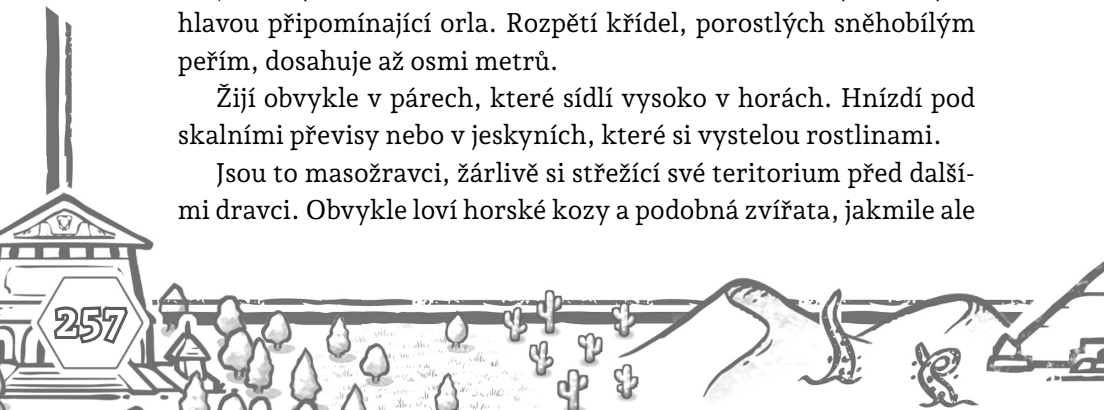 hlavou připomínající orla. Rozpětí křídel, porostlých sněhobílým
peřím, dosahuje až osmi metrů.
Žijí obvykle v párech, které sídlí vysoko v horách. Hnízdí pod
skalními převisy nebo v jeskyních, které si vystelou rostlinami.
Jsou to masožravci, žárlivě si střežící své teritorium před další-
mi dravci. Obvykle loví horské kozy a podobná zvířata, jakmile ale
257